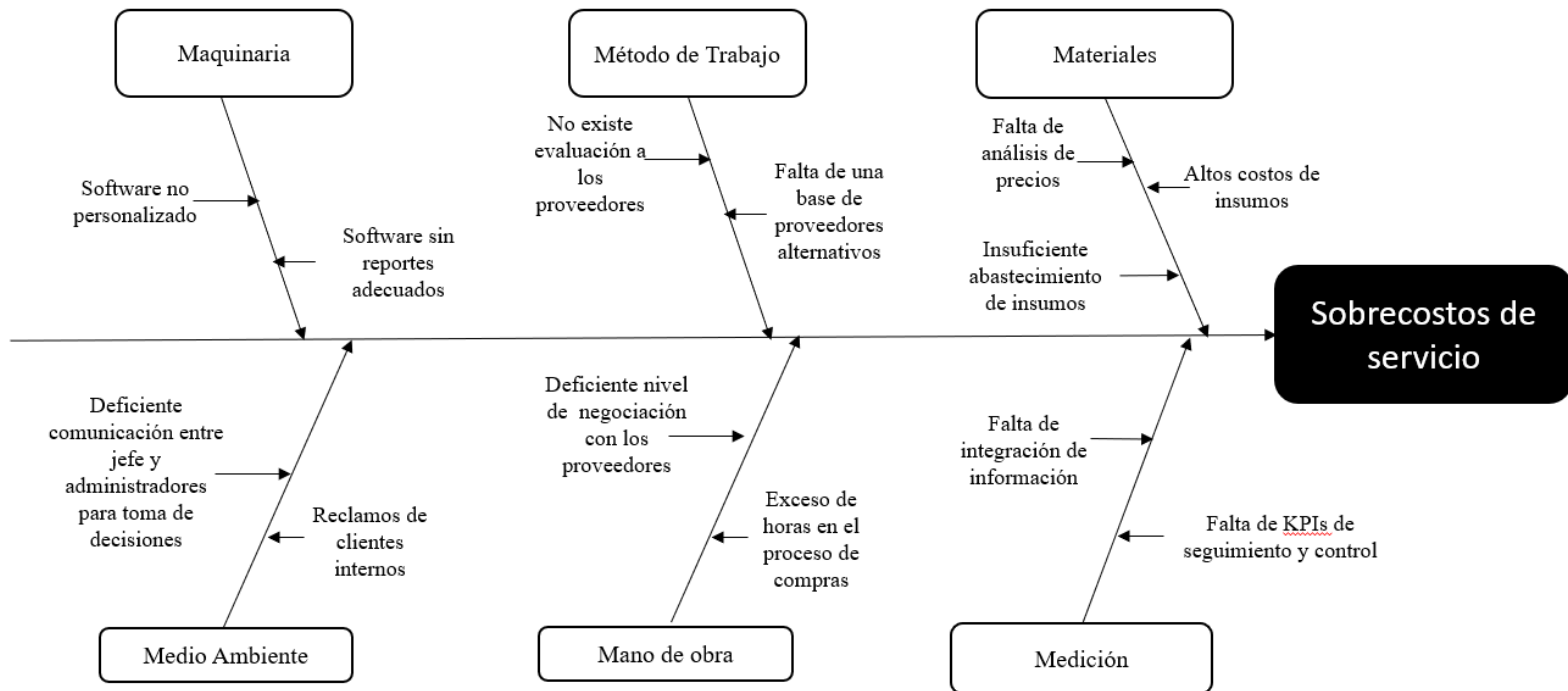 Maquinaria
Método de Trabajo
Materiales
No existe
evaluación a
los
proveedores
Falta de
análisis de
precios
Altos costos de
insumos
Software no
personalizado
Falta de una
base de
proveedores
alternativos
Software sin
reportes
adecuados
Insuficiente
abastecimiento
de insumos
Sobrecostos de
servicio
Deficiente
comunicación entre
jefe y
administradores
para toma de
decisiones
Reclamos de
clientes
internos
Deficiente nivel
de negociación
con los
proveedores
Exceso de
horas en el
proceso de
compras
Falta de
integración de
información
Falta de KPIs de
seguimiento y control
Medio Ambiente
Mano de obra
Medición